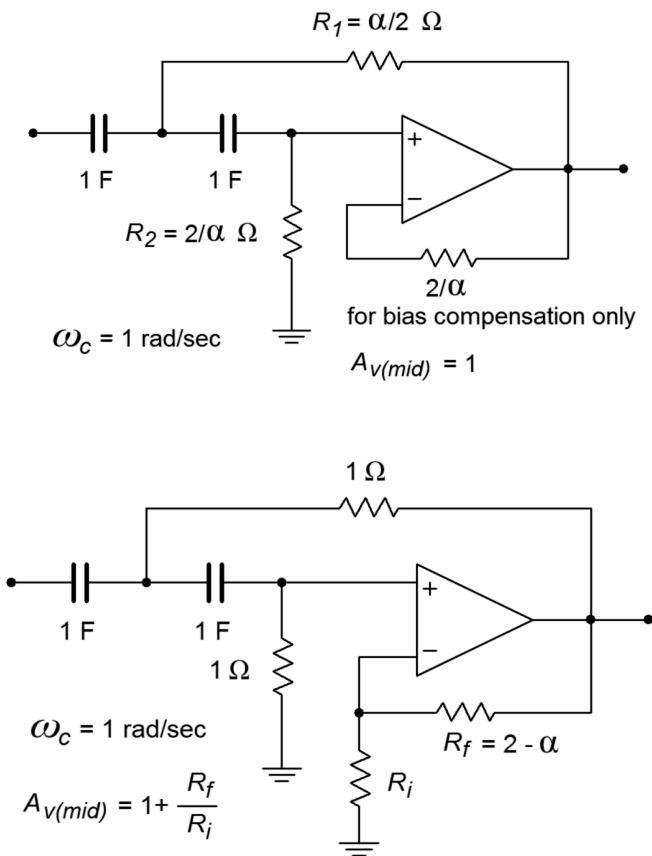 R1 = α/2 Ω
+
1 F
1 F
−
R2 = 2/α Ω
2/α
for bias compensation only
ωc = 1 rad/sec
Av(mid) = 1
1 Ω
+
1 F
1 F
1 Ω
−
ωc = 1 rad/sec
Rf = 2 - α
Ri
Av(mid) = 1+ Rf/Ri